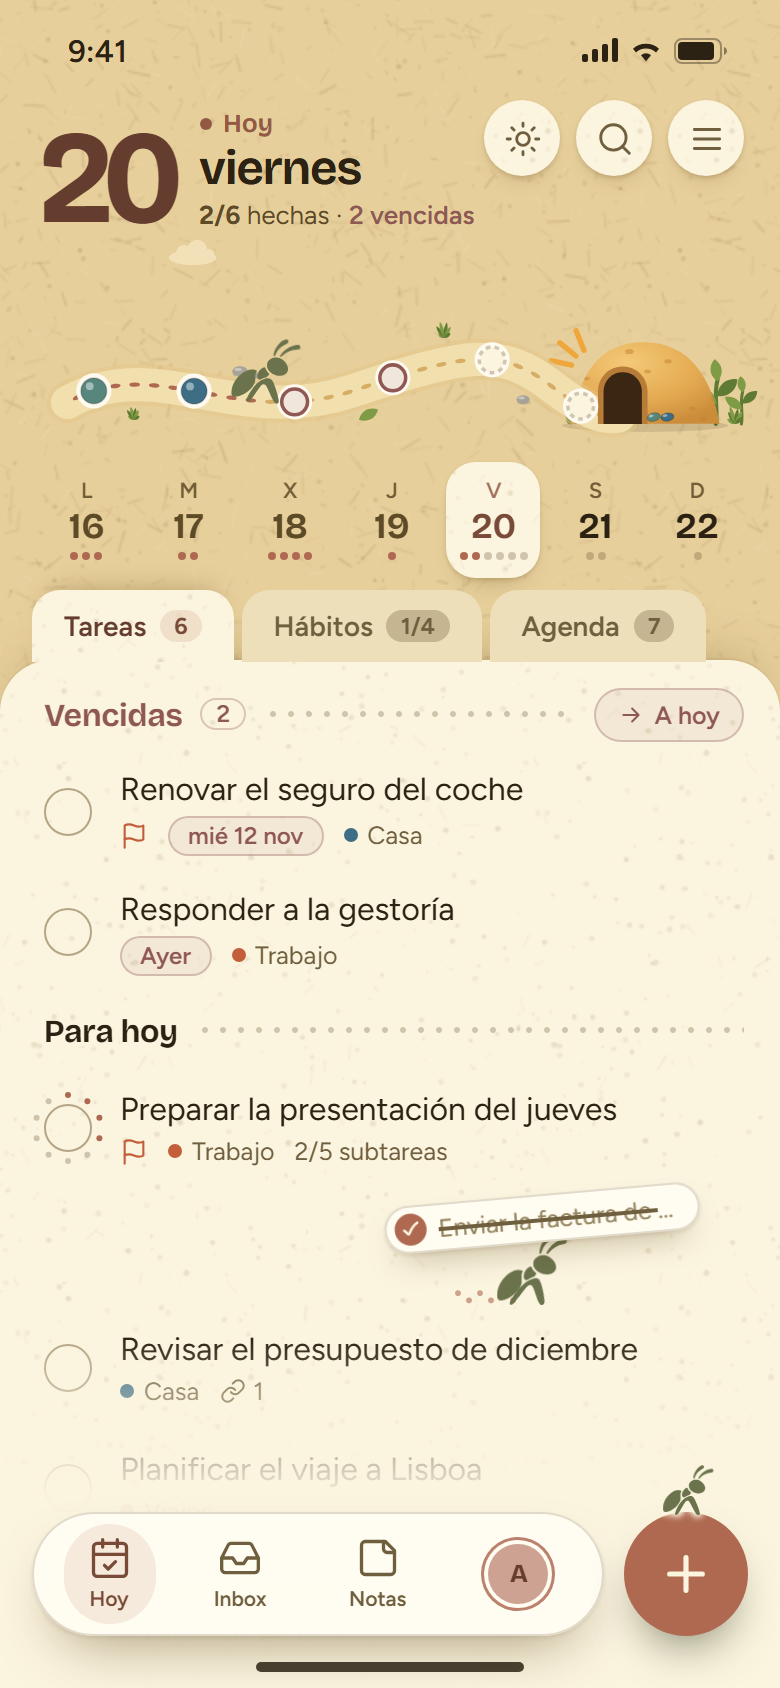 9:41
20
Hoy
viernes
2/6 hechas · 2 vencidas
L M X J V S D
16 17 18 19 20 21 22
Tareas 6 Hábitos 1/4 Agenda 7
Vencidas 2 → A hoy
Renovar el seguro del coche
mié 12 nov Casa
Responder a la gestoría
Ayer Trabajo
Para hoy
Preparar la presentación del jueves
Trabajo 2/5 subtareas
Enviar la factura de ...
Revisar el presupuesto de diciembre
Casa 1
Planificar el viaje a Lisboa
Hoy Inbox Notas A